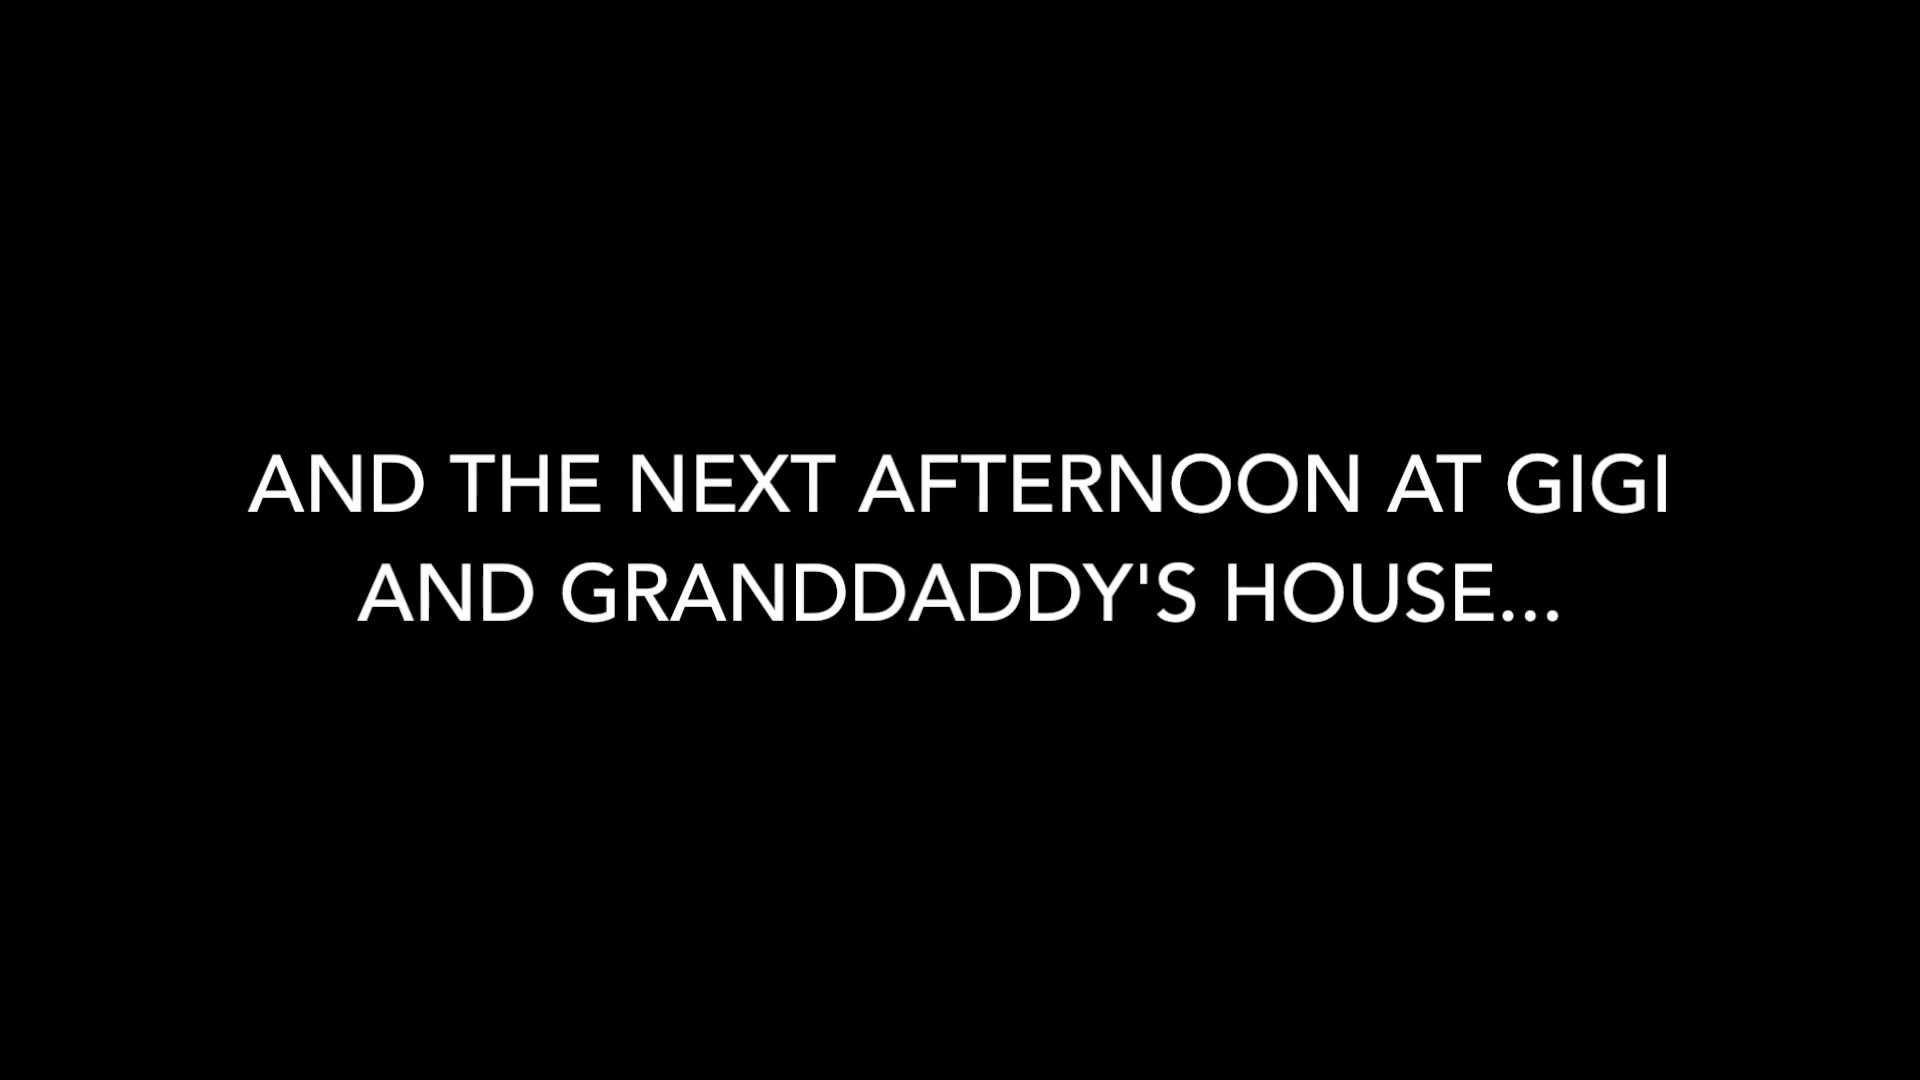 AND THE NEXT AFTERNOON AT GIGI
AND GRANDDADDY'S HOUSE...